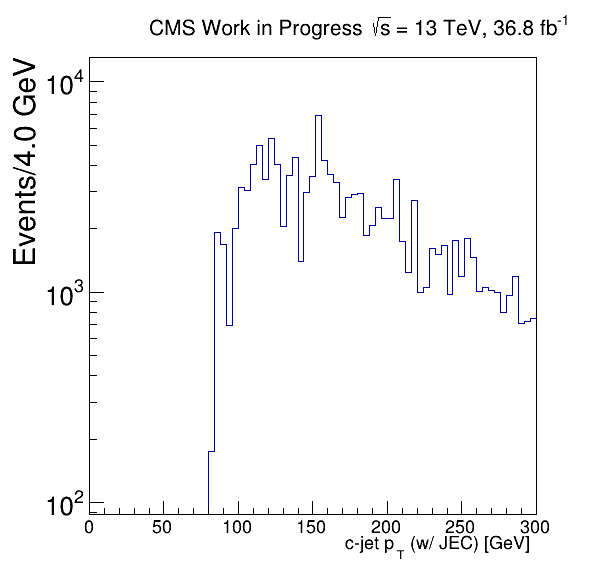 CMS Work in Progress √s = 13 TeV, 36.8 fb⁻¹
Events/4.0 GeV
10⁴
10³
10²
0 50 100 150 200 250 300
c-jet p_T (w/ JEC) [GeV]